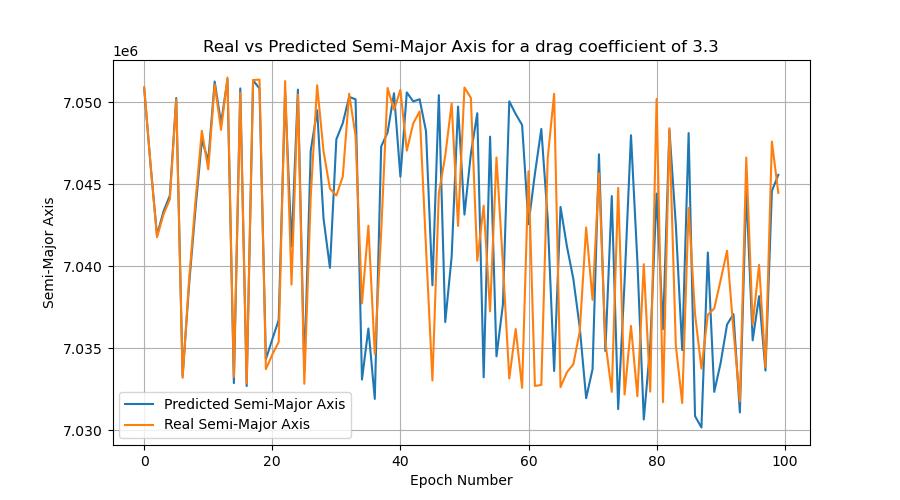 Real vs Predicted Semi-Major Axis for a drag coefficient of 3.3
1e6
7.050
7.045
7.040
7.035
7.030
Semi-Major Axis
Predicted Semi-Major Axis
Real Semi-Major Axis
0 20 40 60 80 100
Epoch Number